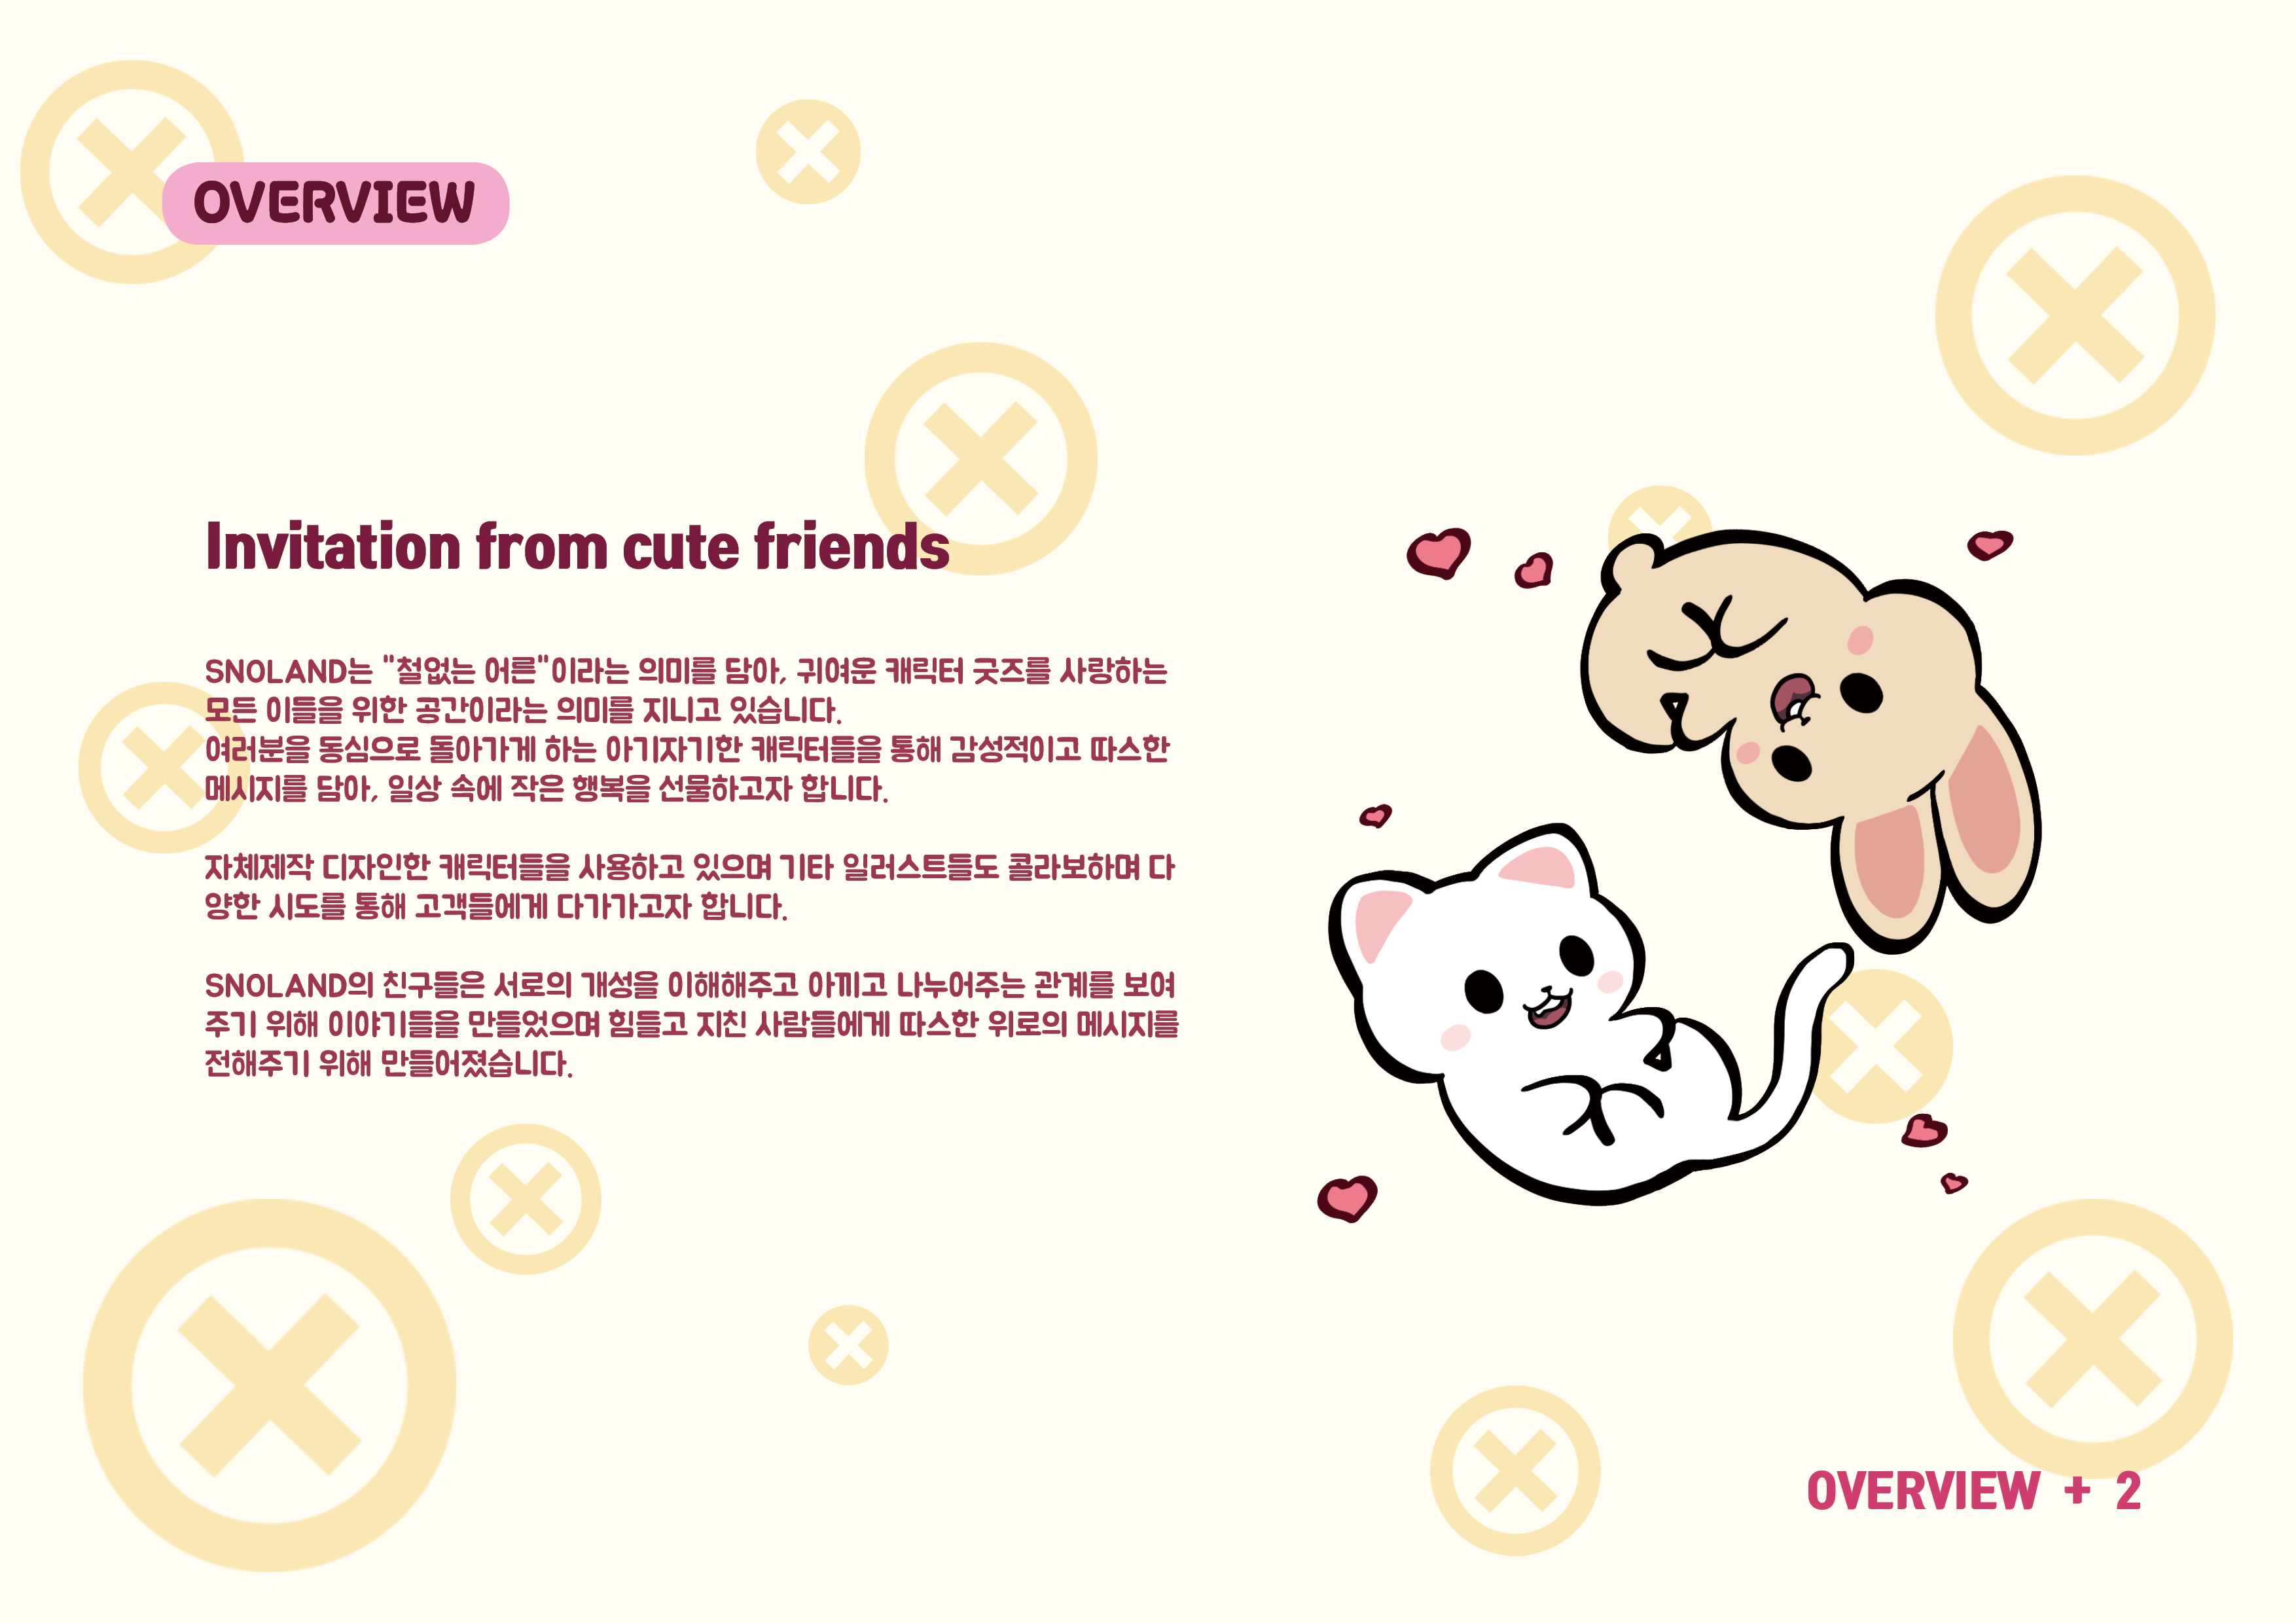 OVERVIEW
Invitation from cute friends
SNOLAND는 "철없는 어른"이라는 의미를 담아, 귀여운 캐릭터 굿즈를 사랑하는
모든 이들을 위한 공간이라는 의미를 지니고 있습니다.
여러분을 동심으로 돌아가게 하는 아기자기한 캐릭터들을 통해 감성적이고 따스한
메시지를 담아, 일상 속에 작은 행복을 선물하고자 합니다.
자체제작 디자인한 캐릭터들을 사용하고 있으며 기타 일러스트들도 콜라보하며 다
양한 시도를 통해 고객들에게 다가가고자 합니다.
SNOLAND의 친구들은 서로의 개성을 이해해주고 아끼고 나누어주는 관계를 보여
주기 위해 이야기들을 만들었으며 힘들고 지친 사람들에게 따스한 위로의 메시지를
전해주기 위해 만들어졌습니다.
OVERVIEW + 2